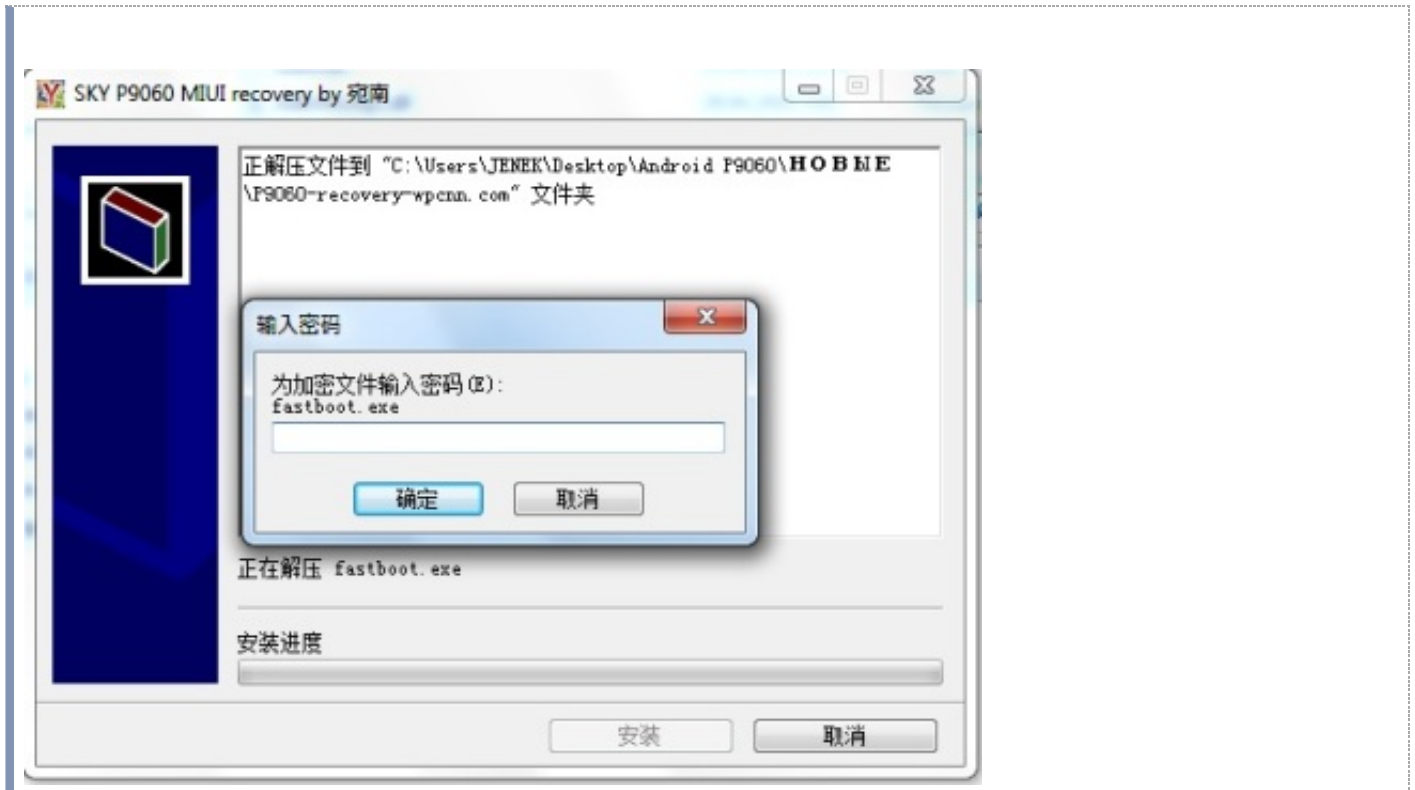 SKY P9060 MIUI recovery by 宛南
正解压文件到 "C:\Users\JENEK\Desktop\Android P9060\НОВЫЕ
\P9060-recovery-wpcnn.com" 文件夹
输入密码
为加密文件输入密码(E):
fastboot.exe
确定
取消
正在解压 fastboot.exe
安装进度
安装
取消